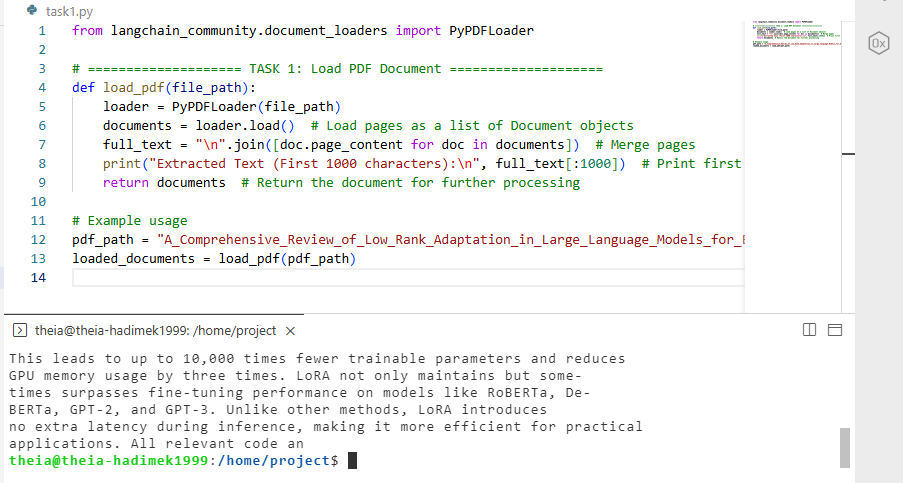 task1.py
1 from langchain_community.document_loaders import PyPDFLoader
2
3 # ==================== TASK 1: Load PDF Document ====================
4 def load_pdf(file_path):
5     loader = PyPDFLoader(file_path)
6     documents = loader.load()  # Load pages as a list of Document objects
7     full_text = "\n".join([doc.page_content for doc in documents])  # Merge pages
8     print("Extracted Text (First 1000 characters):\n", full_text[:1000])  # Print first
9     return documents  # Return the document for further processing
10
11 # Example usage
12 pdf_path = "A_Comprehensive_Review_of_Low_Rank_Adaptation_in_Large_Language_Models_for_E
13 loaded_documents = load_pdf(pdf_path)
14
theia@theia-hadimek1999: /home/project ×
This leads to up to 10,000 times fewer trainable parameters and reduces
GPU memory usage by three times. LoRA not only maintains but some-
times surpasses fine-tuning performance on models like RoBERTa, De-
BERTa, GPT-2, and GPT-3. Unlike other methods, LoRA introduces
no extra latency during inference, making it more efficient for practical
applications. All relevant code an
theia@theia-hadimek1999:/home/project$
0x